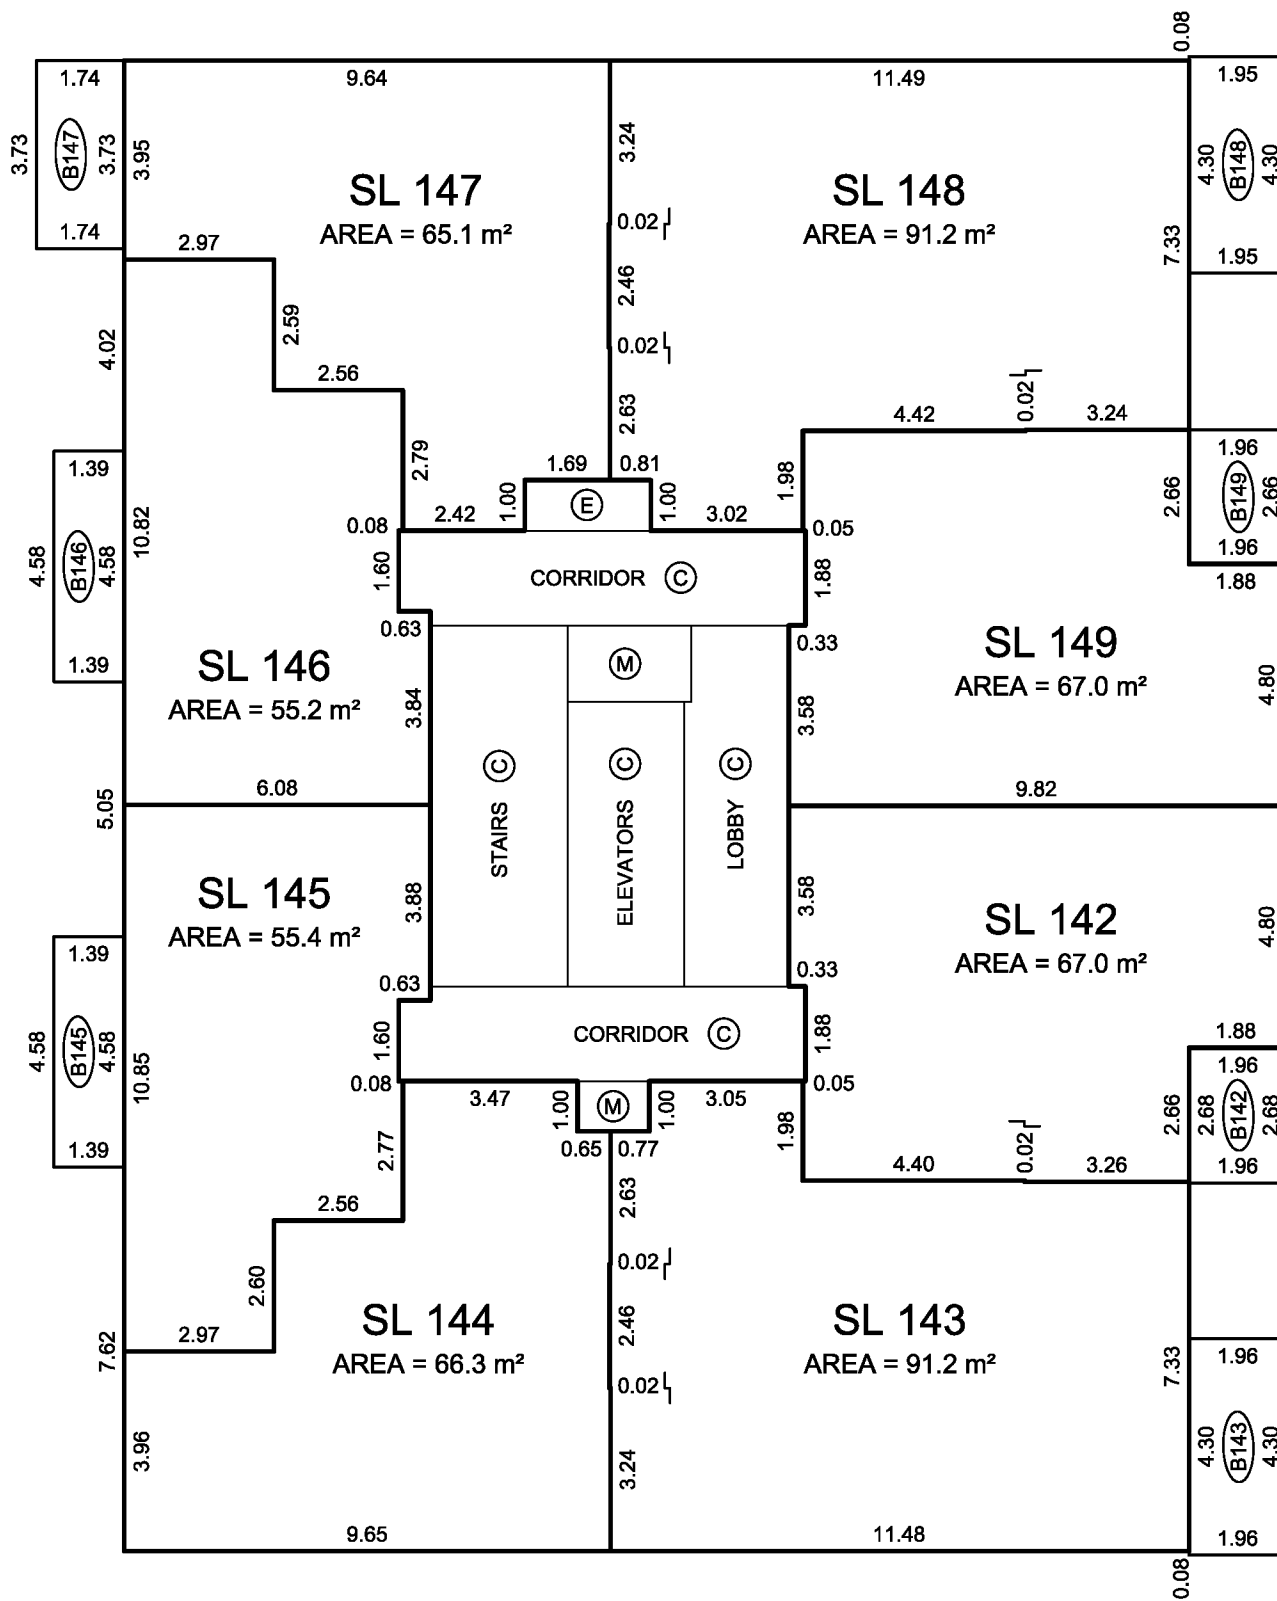 0.08
1.74 9.64 11.49 1.95
3.73 B147 3.73 3.95 3.24 4.30 B148 4.30
SL 147 SL 148
AREA = 65.1 m² AREA = 91.2 m²
1.74 2.97 0.02 7.33 1.95
2.46
2.59
4.02 0.02
2.56 0.02
4.42 3.24
2.63
1.96
1.39 2.79 1.69 0.81 1.98 2.66 B149 2.66
1.00 E 1.00
0.08 2.42 3.02 0.05
10.82 1.96
4.58 B146 4.58 1.60 CORRIDOR C 1.88 1.88
0.63 0.33
SL 146 M SL 149
1.39
AREA = 55.2 m² AREA = 67.0 m²
3.84 3.58 4.80
C C C
6.08 9.82
5.05 STAIRS ELEVATORS LOBBY
SL 145 SL 142
AREA = 55.4 m² AREA = 67.0 m²
3.88 3.58 4.80
1.39
0.63 0.33
4.58 B145 4.58 1.60 CORRIDOR C 1.88 1.88
1.96
10.85 0.08 3.47 1.00 M 1.00 3.05 0.05
2.66 2.68 B142 2.68
1.39 2.77 0.65 0.77 1.98 0.02
4.40 3.26 1.96
2.56 2.63
0.02
2.60
SL 144 SL 143
2.97 2.46
7.62 AREA = 66.3 m² AREA = 91.2 m² 7.33 1.96
0.02
3.96 3.24 4.30 B143 4.30
9.65 11.48 1.96
0.08